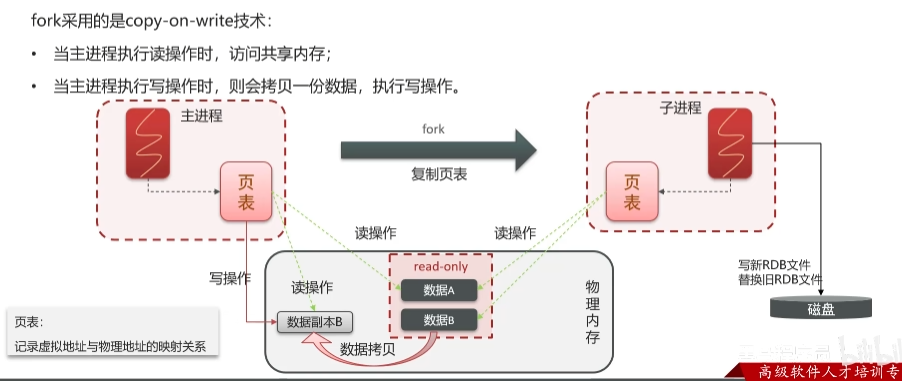 fork采用的是copy-on-write技术：
• 当主进程执行读操作时，访问共享内存；
• 当主进程执行写操作时，则会拷贝一份数据，执行写操作。
主进程
fork
子进程
复制页表
页
表
页
表
读操作
读操作
写操作
读操作
read-only
数据A
数据B
数据副本B
数据拷贝
物
理
内
存
写新RDB文件
替换旧RDB文件
磁盘
页表：
记录虚拟地址与物理地址的映射关系
bilibili
高级软件人才培训专